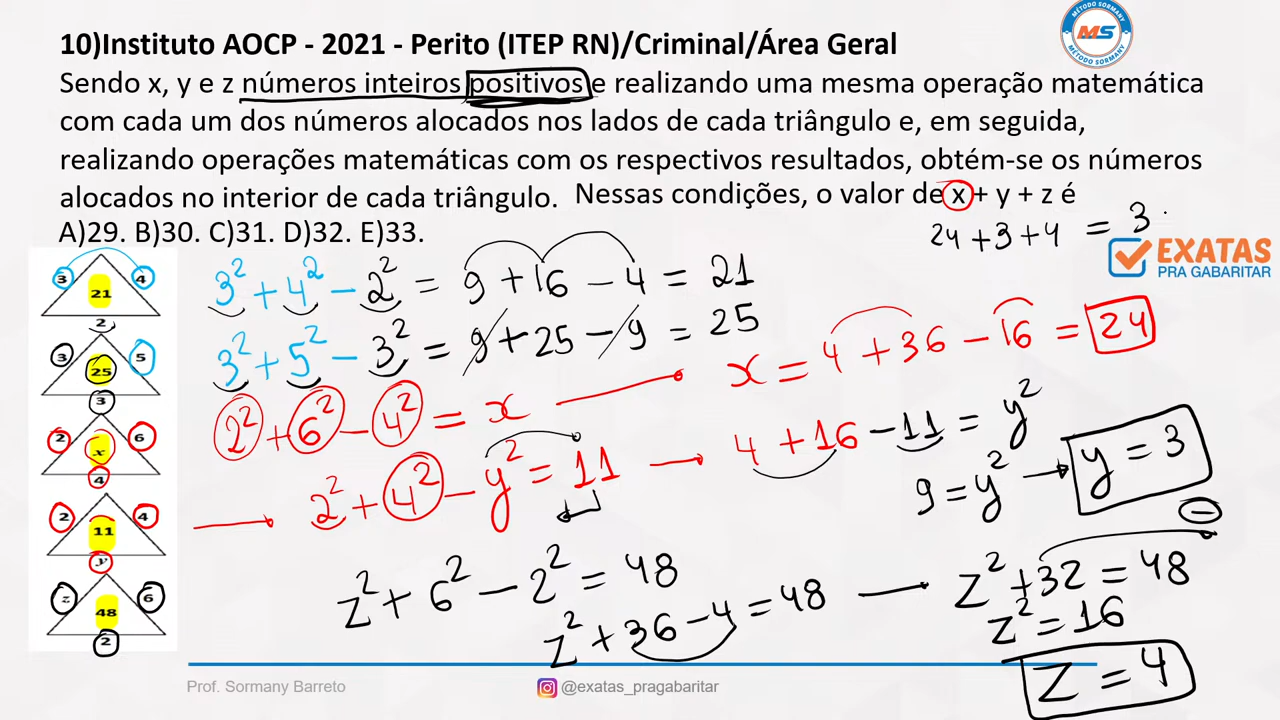 MÉTODO SORMANY
MS
MÉTODO SORMANY
10)Instituto AOCP - 2021 - Perito (ITEP RN)/Criminal/Área Geral
Sendo x, y e z números inteiros positivos e realizando uma mesma operação matemática
com cada um dos números alocados nos lados de cada triângulo e, em seguida,
realizando operações matemáticas com os respectivos resultados, obtém-se os números
alocados no interior de cada triângulo. Nessas condições, o valor de x + y + z é
A)29. B)30. C)31. D)32. E)33.
24 + 3 + 4 = 3
EXATAS
PRA GABARITAR
3 4
21
2
3² + 4² - 2² = 9 + 16 - 4 = 21
3 5
25
3
3² + 5² - 3² = 9 + 25 - 9 = 25
2 6
x
4
2² + 6² - 4² = x
x = 4 + 36 - 16 = 24
2 4
11
y
2² + 4² - y² = 11
4 + 16 - 11 = y²
9 = y²
y = 3
z 6
48
2
z² + 6² - 2² = 48
z² + 36 - 4 = 48
−
z² + 32 = 48
z² = 16
z = 4
Prof. Sormany Barreto
@exatas_pragabaritar